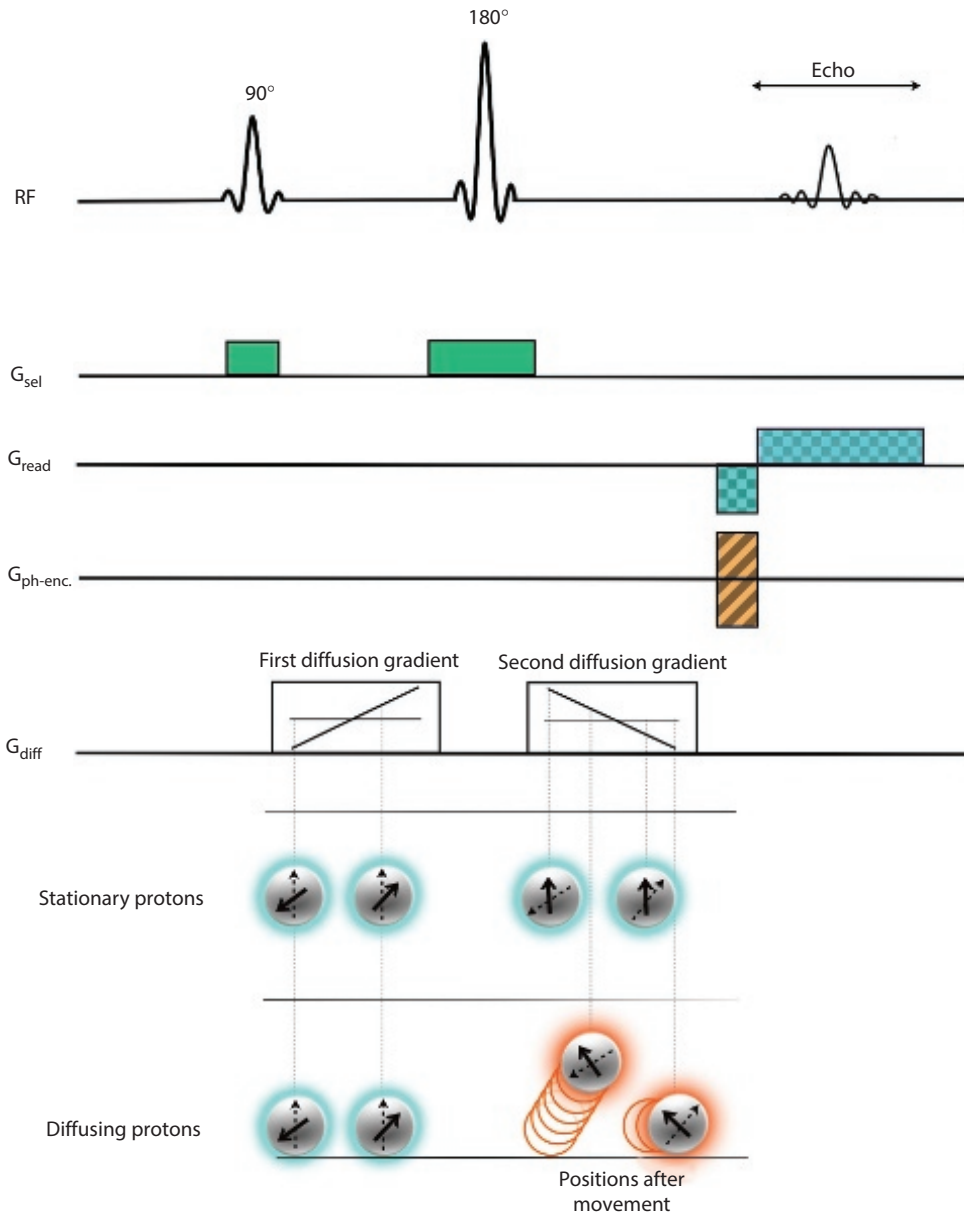 180°
Echo
90°
RF
Gsel
Gread
Gph-enc.
First diffusion gradient
Second diffusion gradient
Gdiff
Stationary protons
Diffusing protons
Positions after
movement